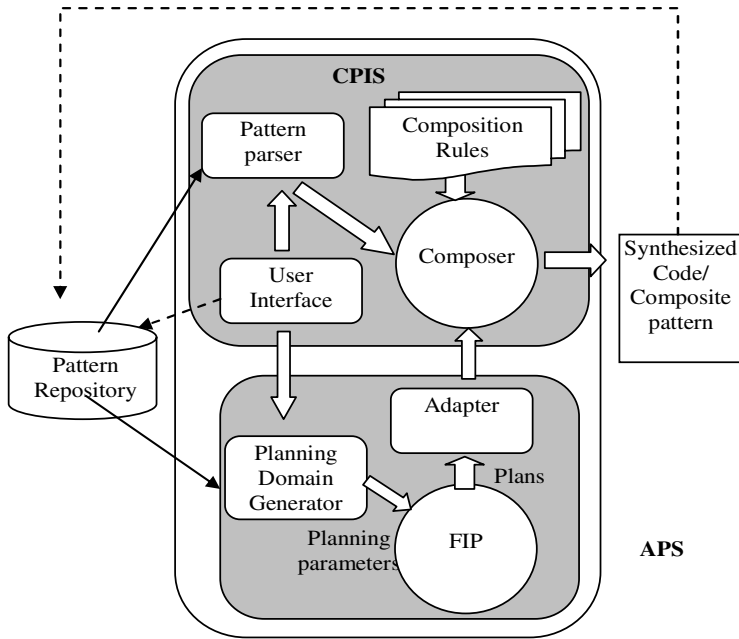 CPIS
Pattern
parser
Composition
Rules
Composer
User
Interface
Synthesized
Code/
Composite
pattern
Pattern
Repository
Adapter
Planning
Domain
Generator
Plans
Planning
parameters
FIP
APS